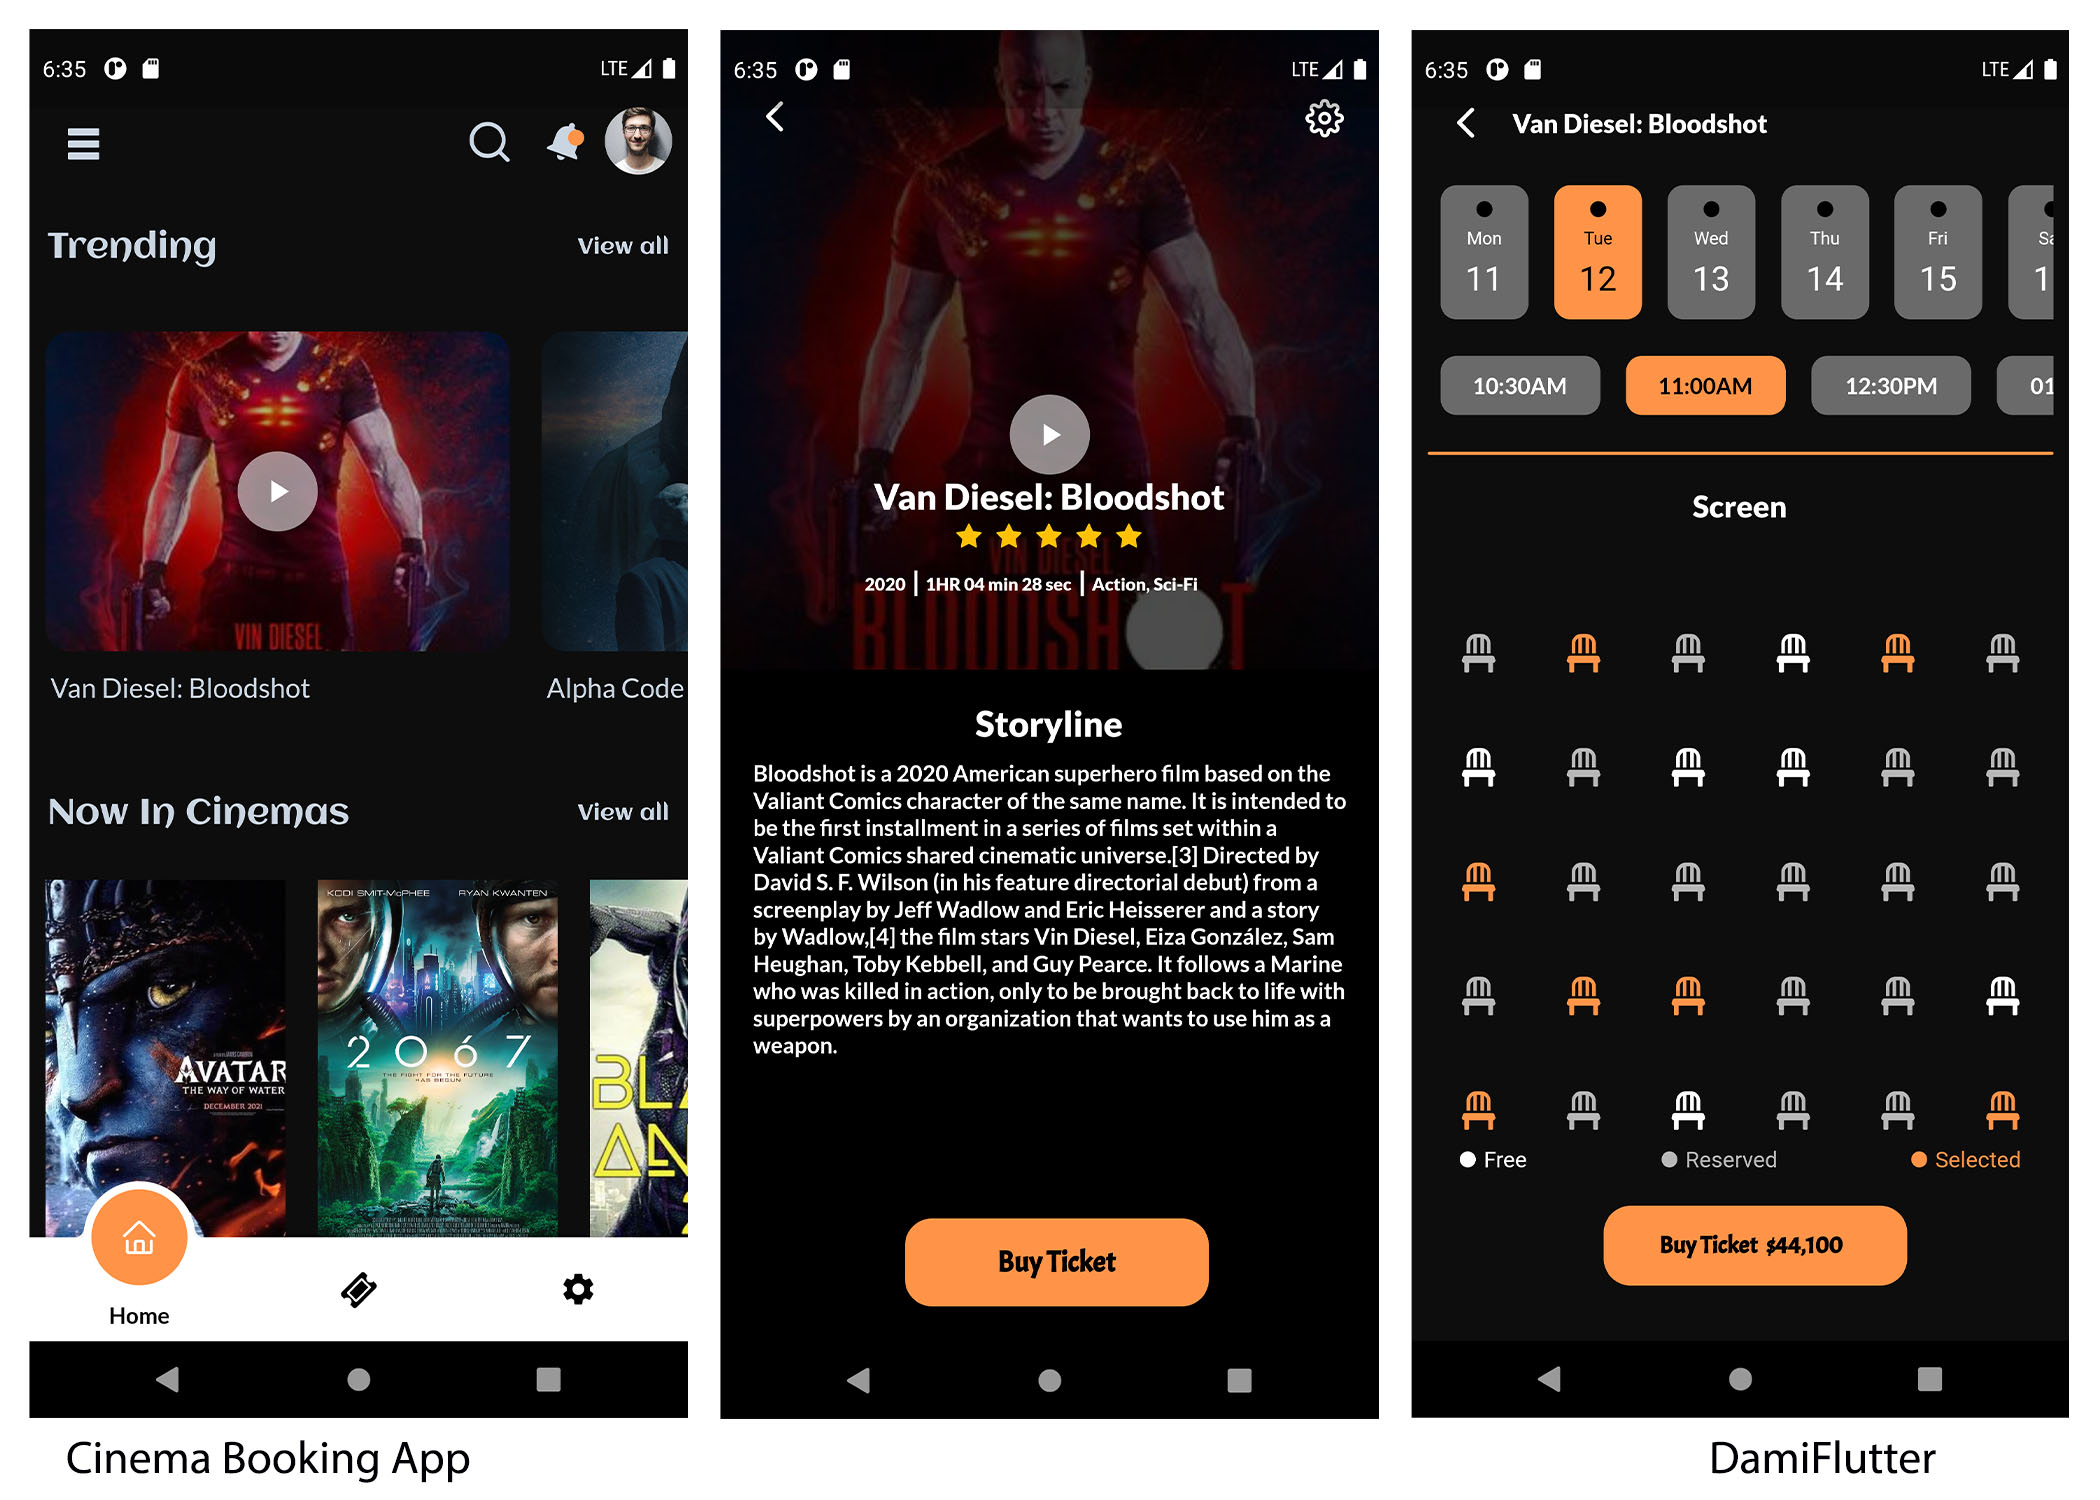 6:35
LTE
Trending
View all
VIN DIESEL
Van Diesel: Bloodshot
Alpha Code
Now In Cinemas
View all
AVATAR
THE WAY OF WATER
DECEMBER 2021
KODI SMIT-McPHEE RYAN KWANTEN
2067
THE FIGHT FOR THE FUTURE
HAS BEGUN
BL
AN
Home
6:35
LTE
Van Diesel: Bloodshot
VIN DIESEL
2020 | 1HR 04 min 28 sec | Action, Sci-Fi
BLOODSH T
Storyline
Bloodshot is a 2020 American superhero film based on the
Valiant Comics character of the same name. It is intended to
be the first installment in a series of films set within a
Valiant Comics shared cinematic universe.[3] Directed by
David S. F. Wilson (in his feature directorial debut) from a
screenplay by Jeff Wadlow and Eric Heisserer and a story
by Wadlow,[4] the film stars Vin Diesel, Eiza González, Sam
Heughan, Toby Kebbell, and Guy Pearce. It follows a Marine
who was killed in action, only to be brought back to life with
superpowers by an organization that wants to use him as a
weapon.
Buy Ticket
6:35
LTE
Van Diesel: Bloodshot
Mon Tue Wed Thu Fri Sa
11 12 13 14 15 1
10:30AM 11:00AM 12:30PM 01
Screen
Free Reserved Selected
Buy Ticket $44,100
Cinema Booking App
DamiFlutter